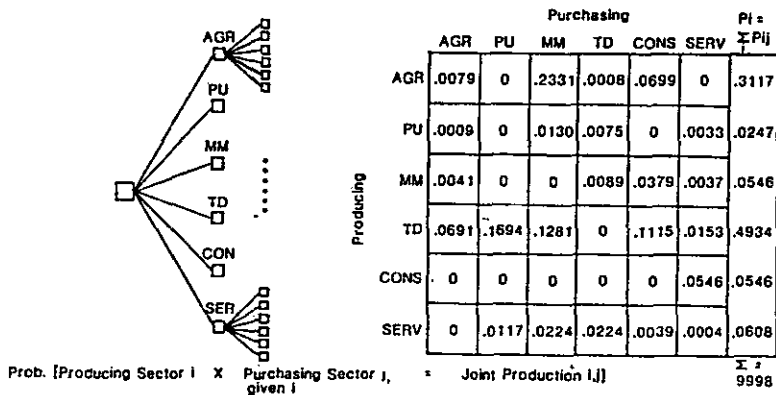 AGR
PU
MM
TD
CON
SER
Purchasing
AGR PU MM TD CONS SERV Pi = Σ Pij
j
Producing
AGR .0079 0 .2331 .0008 .0699 0 .3117
PU .0009 0 .0130 .0075 0 .0033 .0247
MM .0041 0 0 .0089 .0379 .0037 .0546
TD .0691 .1694 .1281 0 .1115 .0153 .4934
CONS 0 0 0 0 0 .0546 .0546
SERV 0 .0117 .0224 .0224 .0039 .0004 .0608
Σ =
9998
Prob. [Producing Sector i X Purchasing Sector j, = Joint Production i,j]
given i